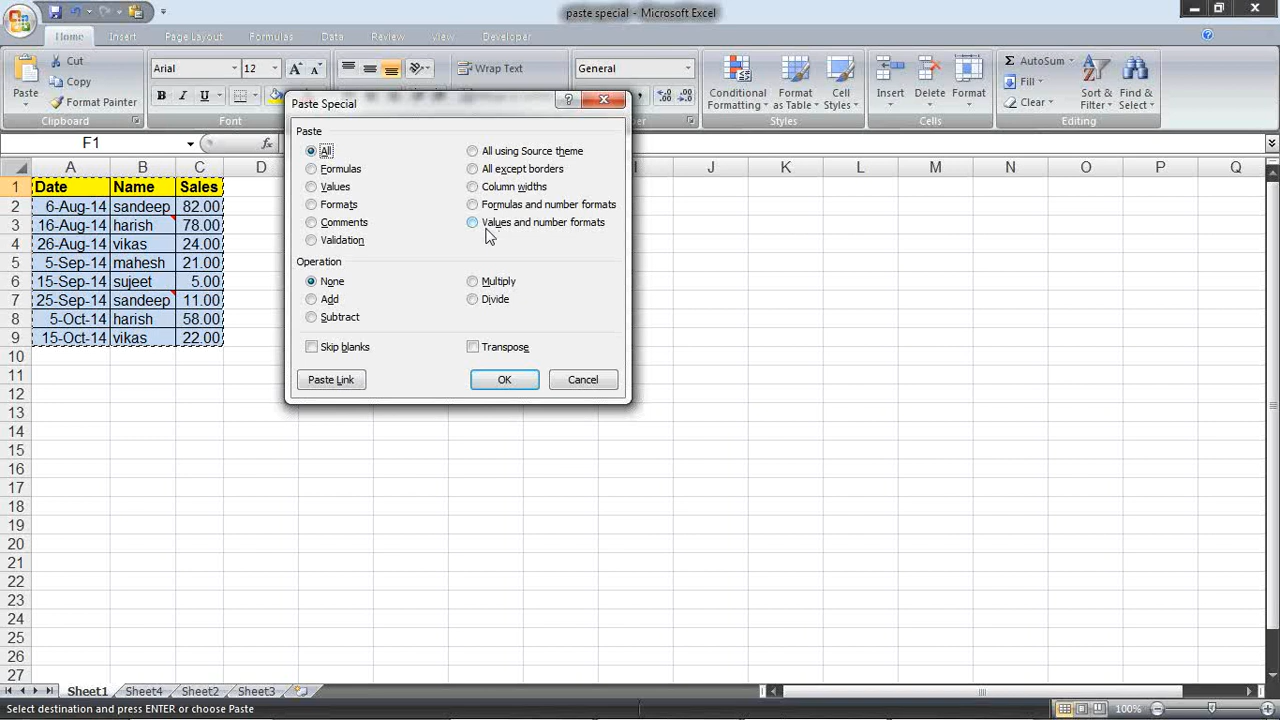 paste special - Microsoft Excel
Home Insert Page Layout Formulas Data Review View Developer
Paste
Cut
Copy
Format Painter
Clipboard
Arial 12
B I U
Font
Wrap Text
General
Conditional Formatting
Format as Table
Cell Styles
Styles
Insert
Delete
Format
Cells
Σ AutoSum
Fill
Clear
Sort & Filter
Find & Select
Editing
F1
fx
A B C D J K L M N O P Q
1 Date Name Sales
2 6-Aug-14 sandeep 82.00
3 16-Aug-14 harish 78.00
4 26-Aug-14 vikas 24.00
5 5-Sep-14 mahesh 21.00
6 15-Sep-14 sujeet 5.00
7 25-Sep-14 sandeep 11.00
8 5-Oct-14 harish 58.00
9 15-Oct-14 vikas 22.00
10
11
12
13
14
15
16
17
18
19
20
21
22
23
24
25
26
27
Paste Special
Paste
All
Formulas
Values
Formats
Comments
Validation
All using Source theme
All except borders
Column widths
Formulas and number formats
Values and number formats
Operation
None
Add
Subtract
Multiply
Divide
Skip blanks
Transpose
Paste Link
OK
Cancel
Sheet1 Sheet4 Sheet2 Sheet3
Select destination and press ENTER or choose Paste
100%